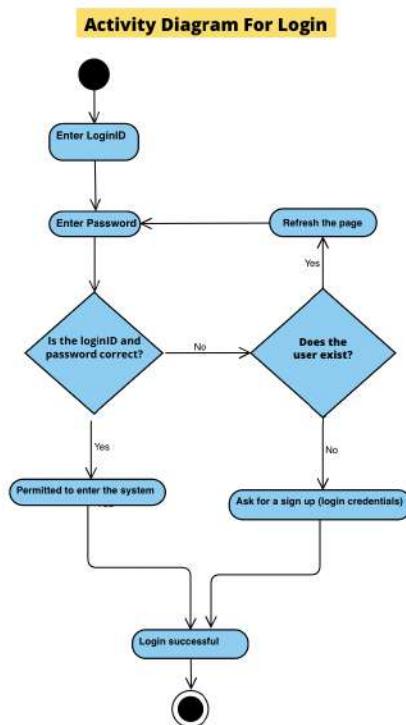 Activity Diagram For Login
Enter LoginID
Enter Password
Refresh the page
Yes
Is the loginID and
password correct?
No
Does the
user exist?
Yes
No
Permitted to enter the system
Ask for a sign up (login credentials)
Login successful